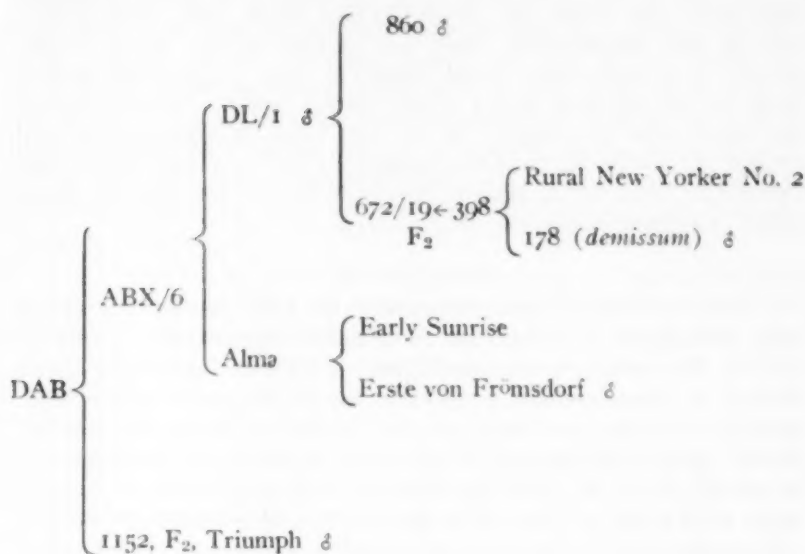 860 ♂
DL/1 ♂
Rural New Yorker No. 2
672/19←398
F₂
178 (demissum) ♂
ABX/6
Early Sunrise
Alma
DAB
Erste von Frömsdorf ♂
1152, F₂, Triumph ♂